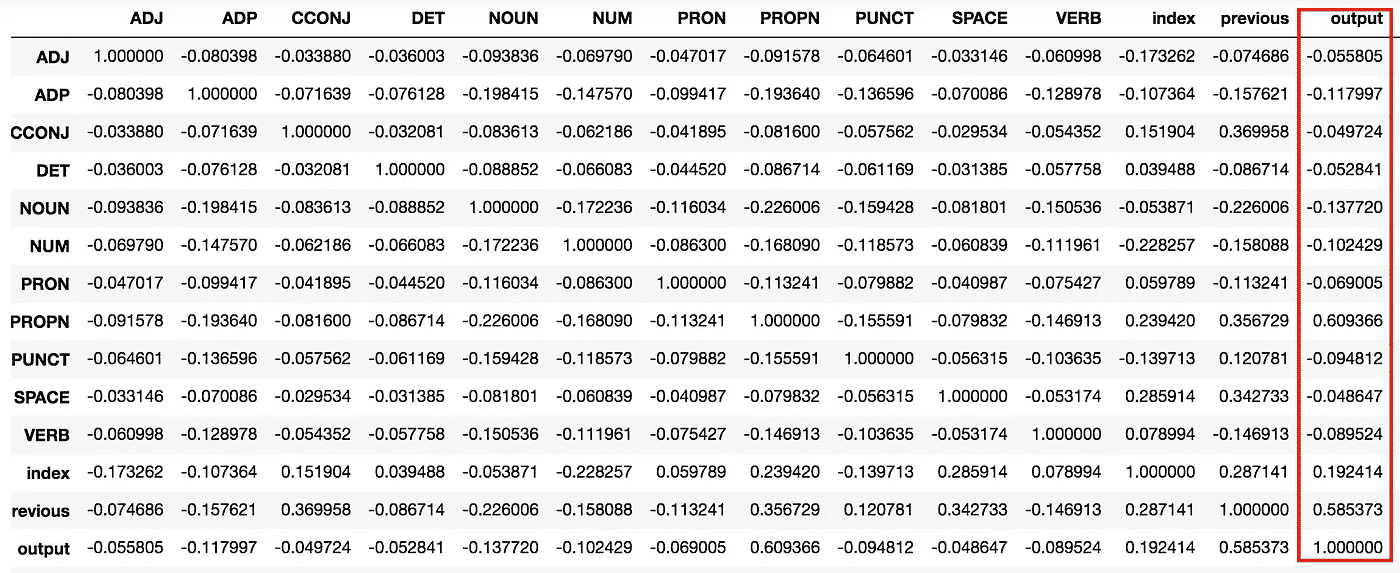 ADJ ADP CCONJ DET NOUN NUM PRON PROPN PUNCT SPACE VERB index previous output
ADJ 1.000000 -0.080398 -0.033880 -0.036003 -0.093836 -0.069790 -0.047017 -0.091578 -0.064601 -0.033146 -0.060998 -0.173262 -0.074686 -0.055805
ADP -0.080398 1.000000 -0.071639 -0.076128 -0.198415 -0.147570 -0.099417 -0.193640 -0.136596 -0.070086 -0.128978 -0.107364 -0.157621 -0.117997
CCONJ -0.033880 -0.071639 1.000000 -0.032081 -0.083613 -0.062186 -0.041895 -0.081600 -0.057562 -0.029534 -0.054352 0.151904 0.369958 -0.049724
DET -0.036003 -0.076128 -0.032081 1.000000 -0.088852 -0.066083 -0.044520 -0.086714 -0.061169 -0.031385 -0.057758 0.039488 -0.086714 -0.052841
NOUN -0.093836 -0.198415 -0.083613 -0.088852 1.000000 -0.172236 -0.116034 -0.226006 -0.159428 -0.081801 -0.150536 -0.053871 -0.226006 -0.137720
NUM -0.069790 -0.147570 -0.062186 -0.066083 -0.172236 1.000000 -0.086300 -0.168090 -0.118573 -0.060839 -0.111961 -0.228257 -0.158088 -0.102429
PRON -0.047017 -0.099417 -0.041895 -0.044520 -0.116034 -0.086300 1.000000 -0.113241 -0.079882 -0.040987 -0.075427 0.059789 -0.113241 -0.069005
PROPN -0.091578 -0.193640 -0.081600 -0.086714 -0.226006 -0.168090 -0.113241 1.000000 -0.155591 -0.079832 -0.146913 0.239420 0.356729 0.609366
PUNCT -0.064601 -0.136596 -0.057562 -0.061169 -0.159428 -0.118573 -0.079882 -0.155591 1.000000 -0.056315 -0.103635 -0.139713 0.120781 -0.094812
SPACE -0.033146 -0.070086 -0.029534 -0.031385 -0.081801 -0.060839 -0.040987 -0.079832 -0.056315 1.000000 -0.053174 0.285914 0.342733 -0.048647
VERB -0.060998 -0.128978 -0.054352 -0.057758 -0.150536 -0.111961 -0.075427 -0.146913 -0.103635 -0.053174 1.000000 0.078994 -0.146913 -0.089524
index -0.173262 -0.107364 0.151904 0.039488 -0.053871 -0.228257 0.059789 0.239420 -0.139713 0.285914 0.078994 1.000000 0.287141 0.192414
revious -0.074686 -0.157621 0.369958 -0.086714 -0.226006 -0.158088 -0.113241 0.356729 0.120781 0.342733 -0.146913 0.287141 1.000000 0.585373
output -0.055805 -0.117997 -0.049724 -0.052841 -0.137720 -0.102429 -0.069005 0.609366 -0.094812 -0.048647 -0.089524 0.192414 0.585373 1.000000